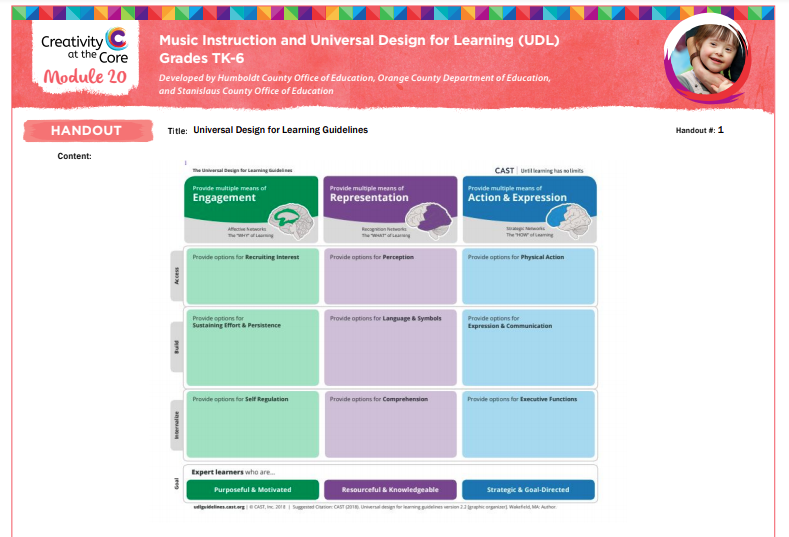 Creativity
at the Core
Module 20
Music Instruction and Universal Design for Learning (UDL)
Grades TK-6
Developed by Humboldt County Office of Education, Orange County Department of Education,
and Stanislaus County Office of Education
HANDOUT
Title: Universal Design for Learning Guidelines
Handout #: 1
Content:
The Universal Design for Learning Guidelines
CAST | Until learning has no limits
Provide multiple means of
Engagement
Affective Networks
The "WHY" of Learning
Provide multiple means of
Representation
Recognition Networks
The "WHAT" of Learning
Provide multiple means of
Action & Expression
Strategic Networks
The "HOW" of Learning
Access
Provide options for Recruiting Interest
Provide options for Perception
Provide options for Physical Action
Build
Provide options for
Sustaining Effort & Persistence
Provide options for Language & Symbols
Provide options for
Expression & Communication
Internalize
Provide options for Self Regulation
Provide options for Comprehension
Provide options for Executive Functions
Goal
Expert learners who are...
Purposeful & Motivated
Resourceful & Knowledgeable
Strategic & Goal-Directed
udlguidelines.cast.org | © CAST, Inc. 2018 | Suggested Citation: CAST (2018). Universal design for learning guidelines version 2.2 [graphic organizer]. Wakefield, MA: Author.